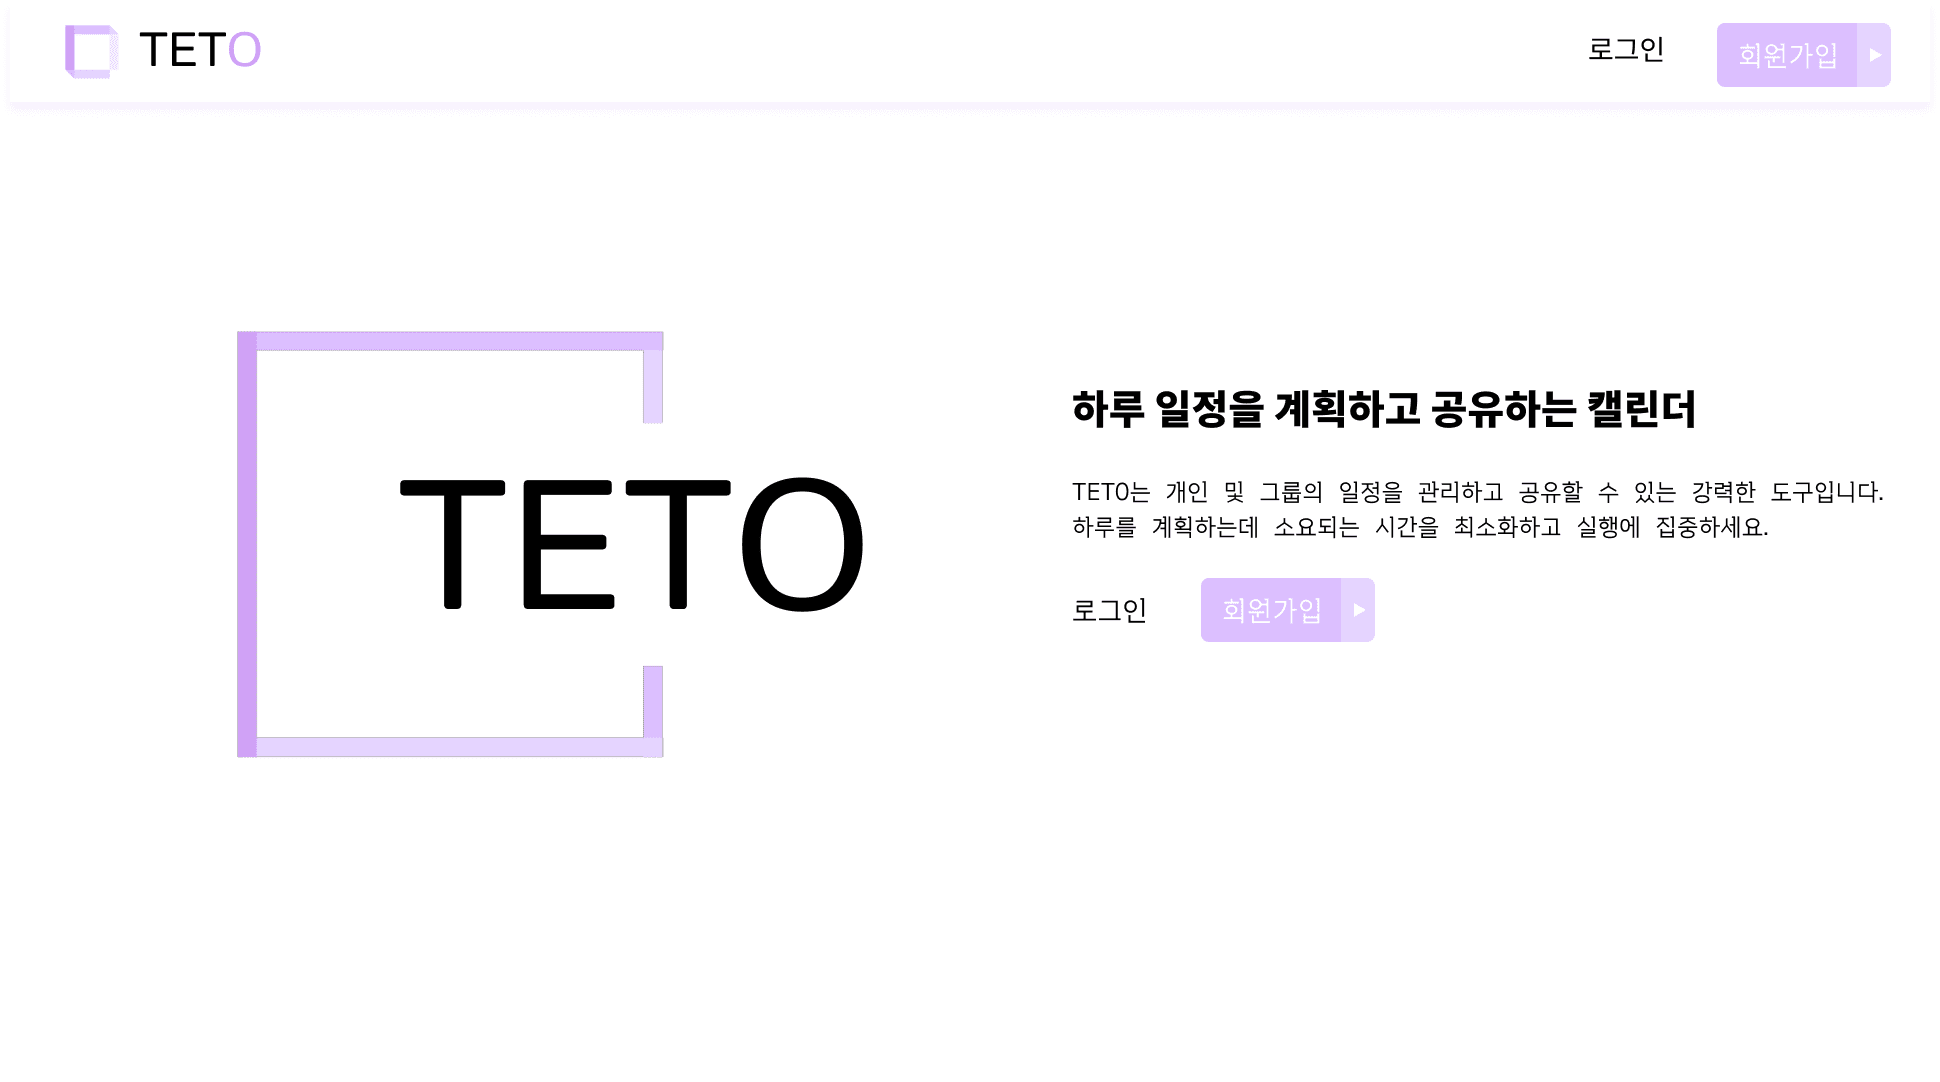 TETO
로그인
회원가입
TETO
하루 일정을 계획하고 공유하는 캘린더
TETO는 개인 및 그룹의 일정을 관리하고 공유할 수 있는 강력한 도구입니다.
하루를 계획하는데 소요되는 시간을 최소화하고 실행에 집중하세요.
로그인
회원가입